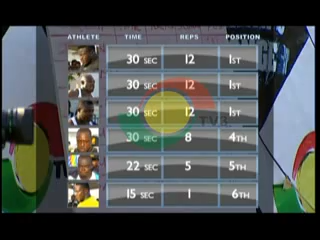 ATHLETE TIME REPS POSITION
30 SEC 12 1ST
30 SEC 12 1ST
30 SEC 12 1ST
TV3
30 SEC 8 4TH
22 SEC 5 5TH
15 SEC 1 6TH